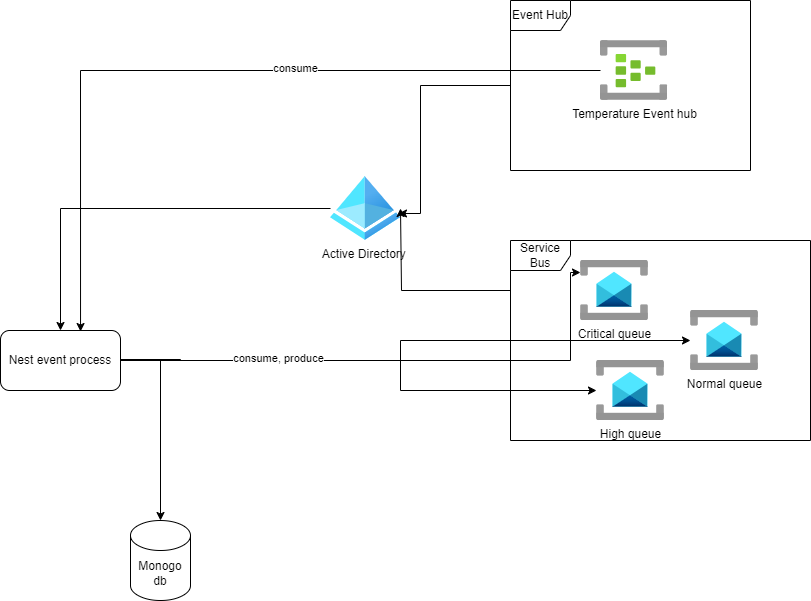 Event Hub
consume
Temperature Event hub
Active Directory
Service
Bus
Critical queue
Nest event process
consume, produce
Normal queue
High queue
Monogo
db